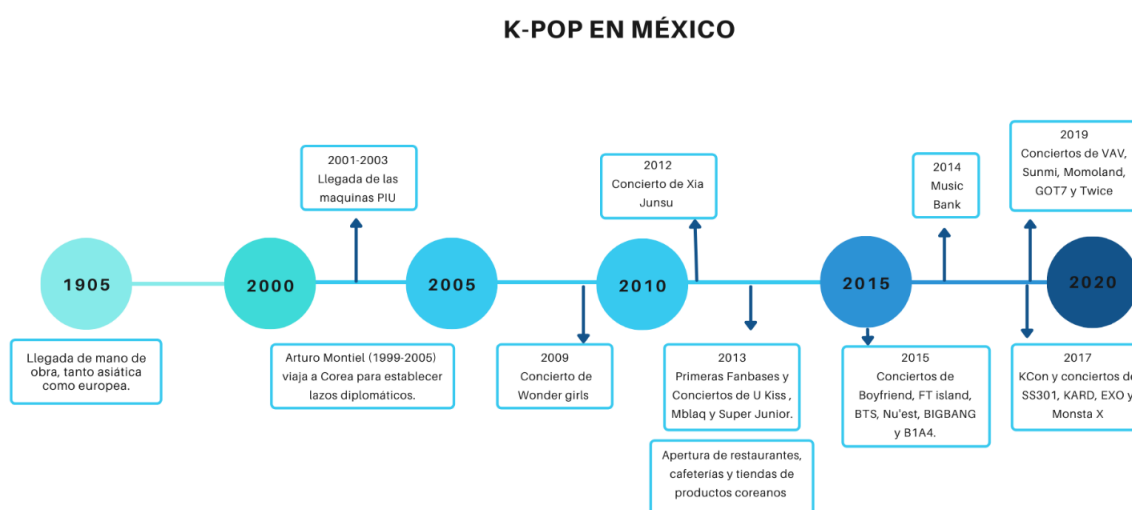 K-POP EN MÉXICO
2001-2003
Llegada de las
maquinas PIU
2012
Concierto de Xia
Junsu
2014
Music
Bank
2019
Conciertos de VAV,
Sunmi, Momoland,
GOT7 y Twice
1905
2000
2005
2010
2015
2020
Llegada de mano de
obra, tanto asiática
como europea.
Arturo Montiel (1999-2005)
viaja a Corea para establecer
lazos diplomáticos.
2009
Concierto de
Wonder girls
2013
Primeras Fanbases y
Conciertos de U Kiss ,
Mblaq y Super Junior.
Apertura de restaurantes,
cafeterías y tiendas de
productos coreanos
2015
Conciertos de
Boyfriend, FT island,
BTS, Nu'est, BIGBANG
y B1A4.
2017
KCon y conciertos de
SS301, KARD, EXO y
Monsta X